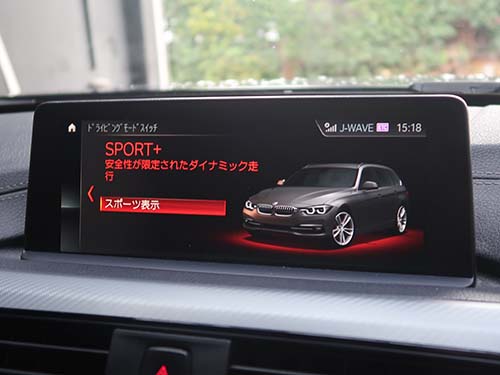 ドライビングモードスイッチ
J-WAVE
15:18
SPORT+
安全性が限定されたダイナミック走
行
スポーツ表示